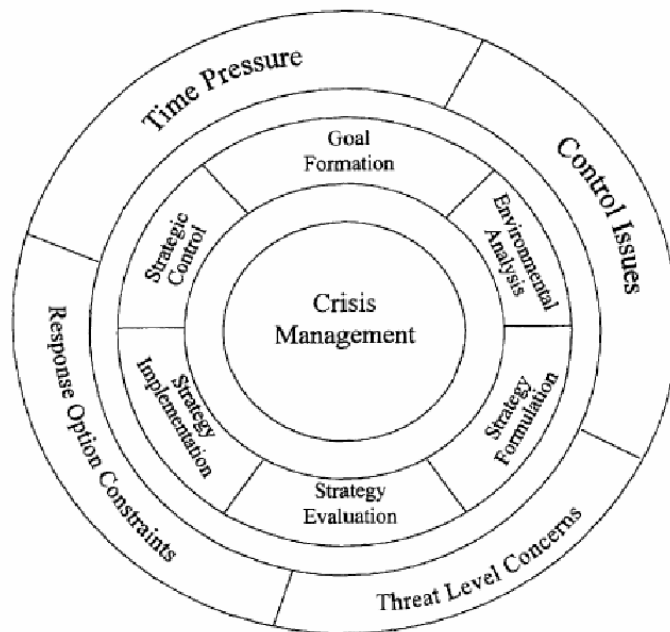 Time Pressure
Control Issues
Threat Level Concerns
Response Option Constraints
Goal
Formation
Environmental
Analysis
Strategy
Formulation
Strategy
Evaluation
Strategy
Implementation
Strategic
Control
Crisis
Management